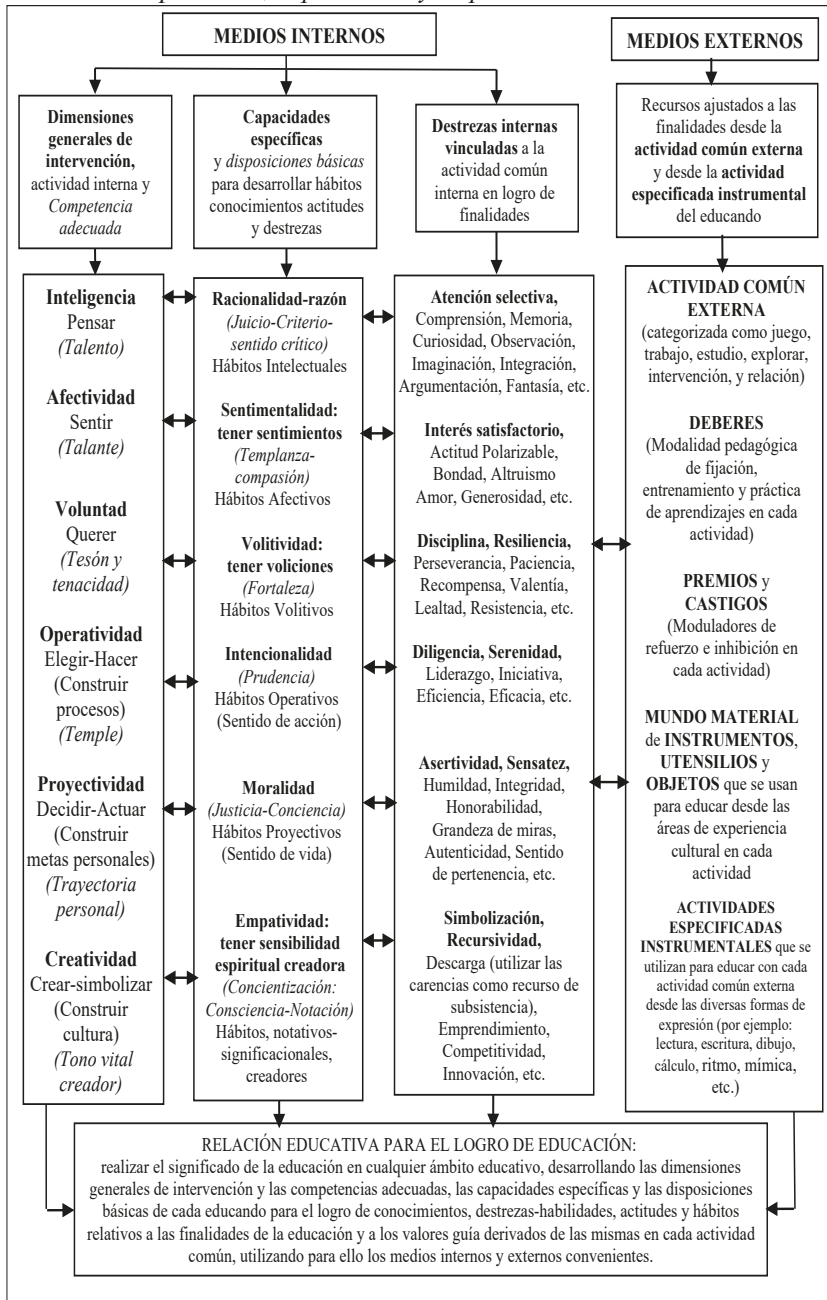 MEDIOS INTERNOS
MEDIOS EXTERNOS
Dimensiones
generales de
intervención,
actividad interna y
Competencia
adecuada
Capacidades
específicas
y disposiciones básicas
para desarrollar hábitos
conocimientos actitudes
y destrezas
Destrezas internas
vinculadas a la
actividad común
interna en logro de
finalidades
Recursos ajustados a las
finalidades desde la
actividad común externa
y desde la actividad
especificada instrumental
del educando
Inteligencia
Pensar
(Talento)
Afectividad
Sentir
(Talante)
Voluntad
Querer
(Tesón y
tenacidad)
Operatividad
Elegir-Hacer
(Construir
procesos)
(Temple)
Proyectividad
Decidir-Actuar
(Construir
metas personales)
(Trayectoria
personal)
Creatividad
Crear-simbolizar
(Construir
cultura)
(Tono vital
creador)
Racionalidad-razón
(Juicio-Criterio-
sentido crítico)
Hábitos Intelectuales
Sentimentalidad:
tener sentimientos
(Templanza-
compasión)
Hábitos Afectivos
Volitividad:
tener voliciones
(Fortaleza)
Hábitos Volitivos
Intencionalidad
(Prudencia)
Hábitos Operativos
(Sentido de acción)
Moralidad
(Justicia-Conciencia)
Hábitos Proyectivos
(Sentido de vida)
Empatividad:
tener sensibilidad
espiritual creadora
(Concientización:
Consciencia-Notación)
Hábitos, notativos-
significacionales,
creadores
Atención selectiva,
Comprensión, Memoria,
Curiosidad, Observación,
Imaginación, Integración,
Argumentación, Fantasía, etc.
Interés satisfactorio,
Actitud Polarizable,
Bondad, Altruismo
Amor, Generosidad, etc.
Disciplina, Resiliencia,
Perseverancia, Paciencia,
Recompensa, Valentía,
Lealtad, Resistencia, etc.
Diligencia, Serenidad,
Liderazgo, Iniciativa,
Eficiencia, Eficacia, etc.
Asertividad, Sensatez,
Humildad, Integridad,
Honorabilidad,
Grandeza de miras,
Autenticidad, Sentido
de pertenencia, etc.
Simbolización,
Recursividad,
Descarga (utilizar las
carencias como recurso de
subsistencia),
Emprendimiento,
Competitividad,
Innovación, etc.
ACTIVIDAD COMÚN
EXTERNA
(categorizada como juego,
trabajo, estudio, explorar,
intervención, y relación)
DEBERES
(Modalidad pedagógica
de fijación,
entrenamiento y práctica
de aprendizajes en cada
actividad)
PREMIOS y
CASTIGOS
(Moduladores de
refuerzo e inhibición en
cada actividad)
MUNDO MATERIAL
de INSTRUMENTOS,
UTENSILIOS y
OBJETOS que se usan
para educar desde las
áreas de experiencia
cultural en cada
actividad
ACTIVIDADES
ESPECIFICADAS
INSTRUMENTALES que se
utilizan para educar con cada
actividad común externa
desde las diversas formas de
expresión (por ejemplo:
lectura, escritura, dibujo,
cálculo, ritmo, mímica,
etc.)
RELACIÓN EDUCATIVA PARA EL LOGRO DE EDUCACIÓN:
realizar el significado de la educación en cualquier ámbito educativo, desarrollando las dimensiones
generales de intervención y las competencias adecuadas, las capacidades específicas y las disposiciones
básicas de cada educando para el logro de conocimientos, destrezas-habilidades, actitudes y hábitos
relativos a las finalidades de la educación y a los valores guía derivados de las mismas en cada actividad
común, utilizando para ello los medios internos y externos convenientes.